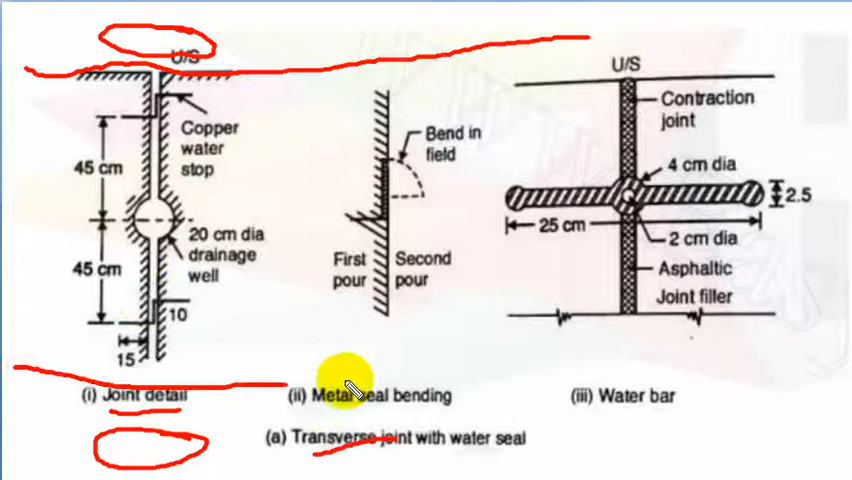 U/S
Copper
water
stop
45 cm
20 cm dia
drainage
well
45 cm
10
15
(i) Joint detail
Bend in
field
First
pour
Second
pour
(ii) Metal seal bending
U/S
Contraction
joint
4 cm dia
2.5
25 cm
2 cm dia
Asphaltic
Joint filler
(iii) Water bar
(a) Transverse joint with water seal